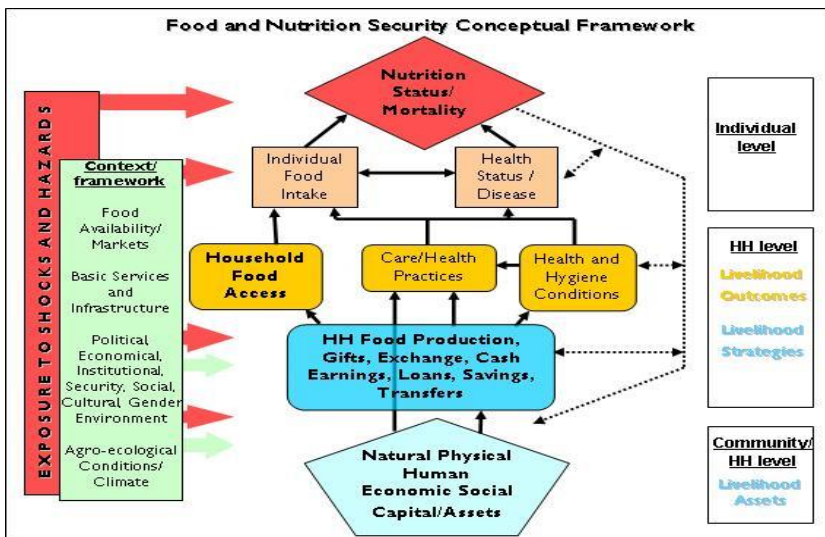 Food and Nutrition Security Conceptual Framework
EXPOSURE TO SHOCKS AND HAZARDS
Context/
framework
Food
Availability/
Markets
Basic Services
and
Infrastructure
Political,
Economical,
Institutional,
Security, Social,
Cultural, Gender
Environment
Agro-ecological
Conditions/
Climate
Nutrition
Status/
Mortality
Individual
Food
Intake
Health
Status /
Disease
Household
Food
Access
Care/Health
Practices
Health and
Hygiene
Conditions
HH Food Production,
Gifts, Exchange, Cash
Earnings, Loans, Savings,
Transfers
Natural Physical
Human
Economic Social
Capital/Assets
Individual
level
HH level
Livelihood
Outcomes
Livelihood
Strategies
Community/
HH level
Livelihood
Assets